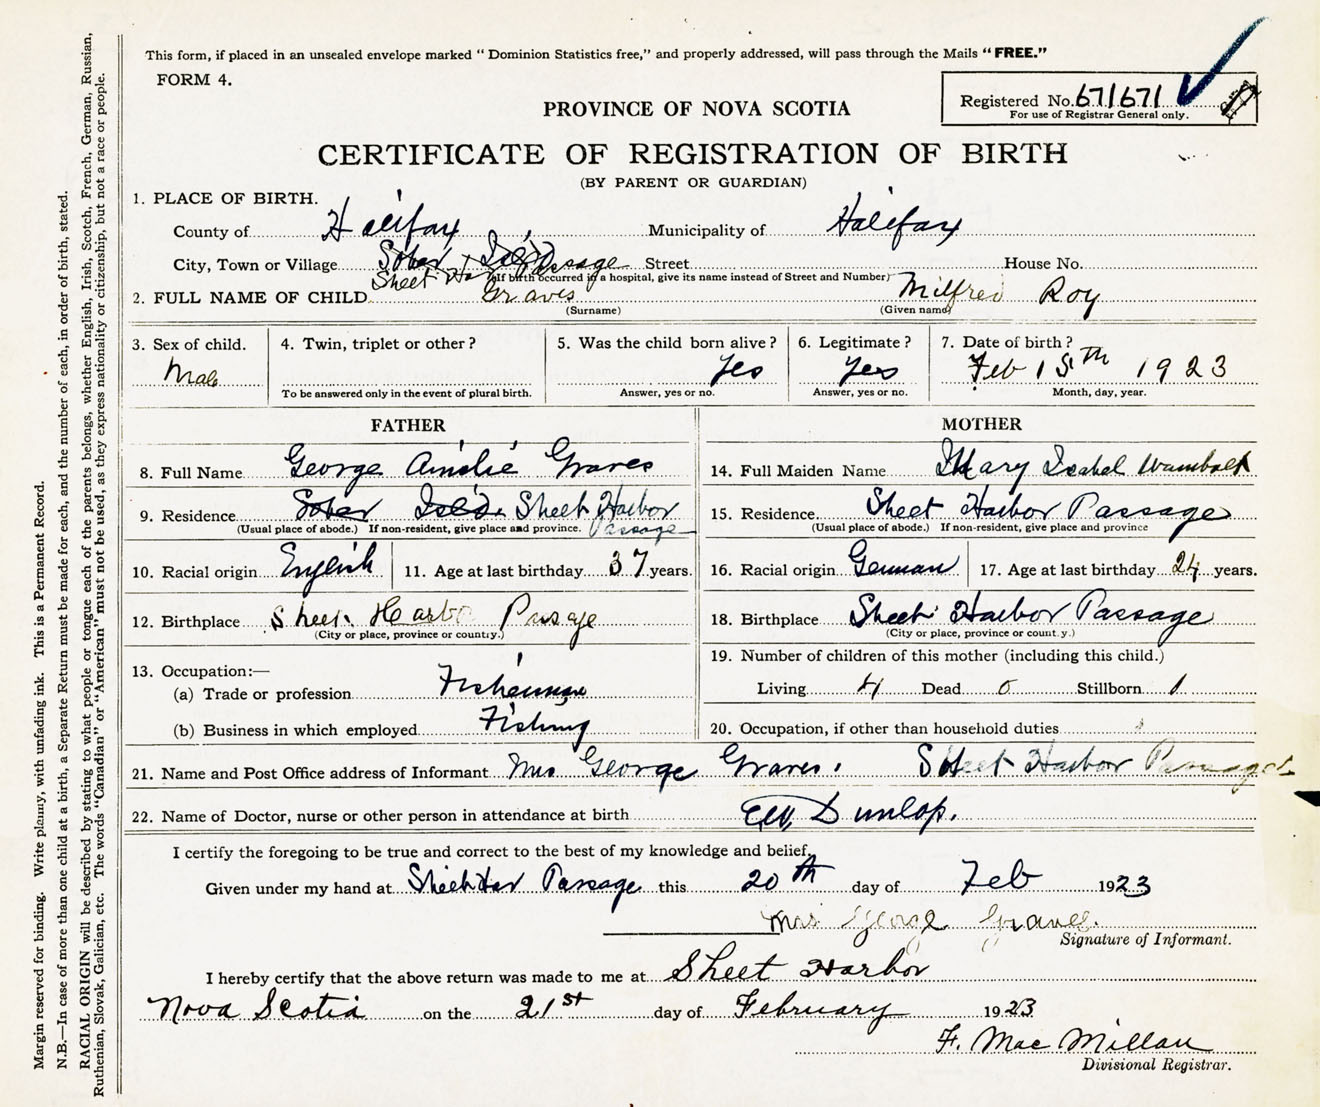 This form, if placed in an unsealed envelope marked "Dominion Statistics free," and properly addressed, will pass through the Mails "FREE."
FORM 4.
PROVINCE OF NOVA SCOTIA
Registered No. 671671
For use of Registrar General only.
CERTIFICATE OF REGISTRATION OF BIRTH
(BY PARENT OR GUARDIAN)
1. PLACE OF BIRTH.
County of Halifax Municipality of Halifax
City, Town or Village Sober Isld Passage Street House No.
Sheet Har (If birth occurred in a hospital, give its name instead of Street and Number)
2. FULL NAME OF CHILD Graves Milfred Roy
(Surname) (Given name)
3. Sex of child. Male
4. Twin, triplet or other?
To be answered only in the event of plural birth.
5. Was the child born alive? Yes
Answer, yes or no.
6. Legitimate? Yes
Answer, yes or no.
7. Date of birth? Feb 15th 1923
Month, day, year.
FATHER
8. Full Name George Ainslie Graves
9. Residence Sober Isld. Sheet Harbor Passage
(Usual place of abode.) If non-resident, give place and province.
10. Racial origin English 11. Age at last birthday 37 years.
12. Birthplace Sheet Harbor Passage
(City or place, province or country.)
13. Occupation:—
(a) Trade or profession Fisherman
(b) Business in which employed Fishing
MOTHER
14. Full Maiden Name Mary Isabel Wambolt
15. Residence Sheet Harbor Passage
(Usual place of abode.) If non-resident, give place and province
16. Racial origin German 17. Age at last birthday 24 years.
18. Birthplace Sheet Harbor Passage
(City or place, province or country.)
19. Number of children of this mother (including this child.)
Living 4 Dead 0 Stillborn 1
20. Occupation, if other than household duties
21. Name and Post Office address of Informant Mrs George Graves. Sheet Harbor Passage
22. Name of Doctor, nurse or other person in attendance at birth Dunlop.
I certify the foregoing to be true and correct to the best of my knowledge and belief.
Given under my hand at Sheet Har Passage this 20th day of Feb 1923
Mrs George Graves.
Signature of Informant.
I hereby certify that the above return was made to me at Sheet Harbor
Nova Scotia on the 21st day of February 1923
F. MacMillan
Divisional Registrar.
Margin reserved for binding. Write plainly, with unfading ink. This is a Permanent Record.
N.B.—In case of more than one child at a birth, a Separate Return must be made for each, and the number of each, in order of birth, stated.
RACIAL ORIGIN will be described by stating to what people or tongue each of the parents belongs, whether English, Irish, Scotch, French, German, Russian,
Ruthenian, Slovak, Galician, etc. The words "Canadian" or "American" must not be used, as they express nationality or citizenship, but not a race or people.